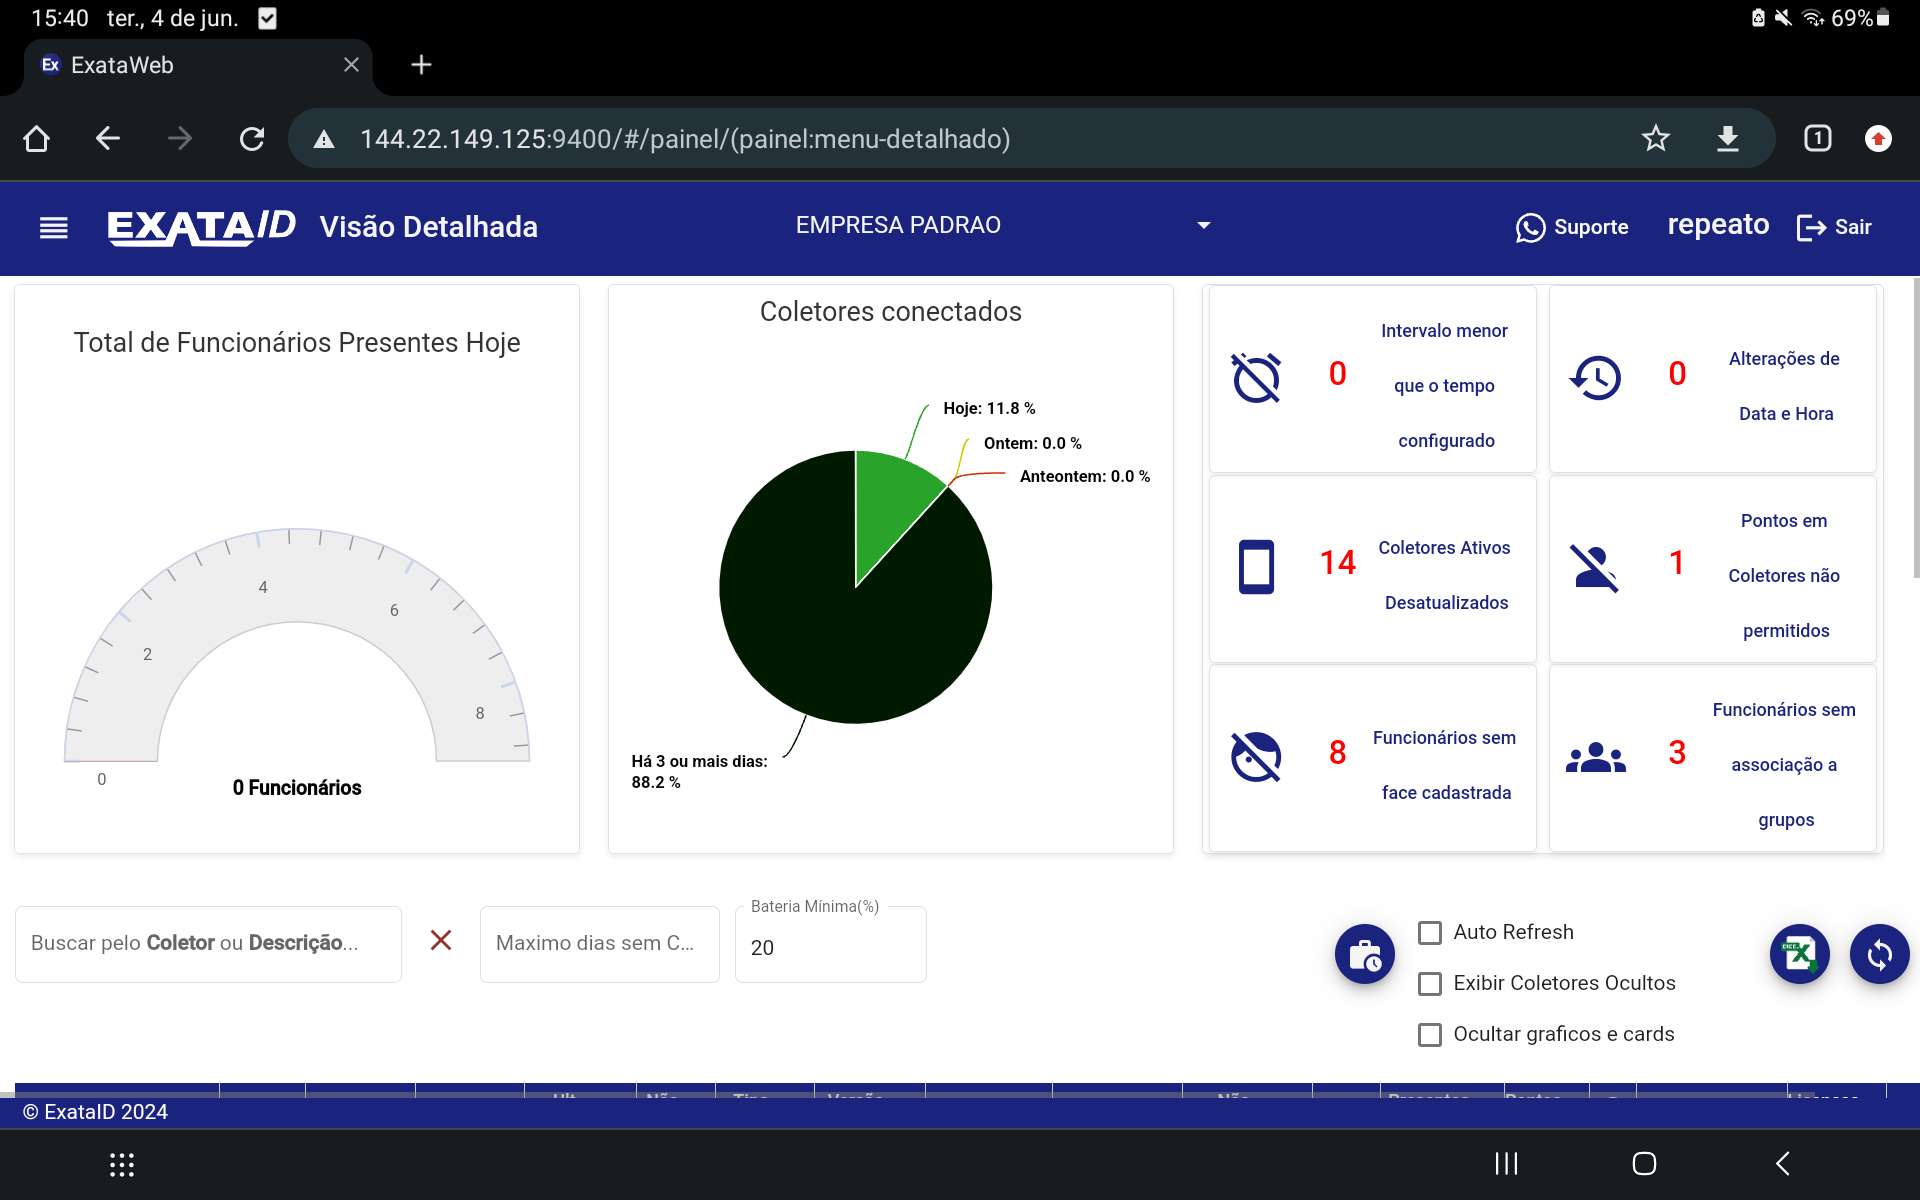 15:40 ter., 4 de jun.
69%
Ex ExataWeb
144.22.149.125:9400/#/painel/(painel:menu-detalhado)
1
EXATAID Visão Detalhada
EMPRESA PADRAO
Suporte
repeato
Sair
Total de Funcionários Presentes Hoje
0
2
4
6
8
0 Funcionários
Coletores conectados
Hoje: 11.8 %
Ontem: 0.0 %
Anteontem: 0.0 %
Há 3 ou mais dias:
88.2 %
0
Intervalo menor
que o tempo
configurado
0
Alterações de
Data e Hora
14
Coletores Ativos
Desatualizados
1
Pontos em
Coletores não
permitidos
8
Funcionários sem
face cadastrada
3
Funcionários sem
associação a
grupos
Buscar pelo Coletor ou Descrição...
Maximo dias sem C...
Bateria Mínima(%)
20
Auto Refresh
Exibir Coletores Ocultos
Ocultar graficos e cards
© ExataID 2024